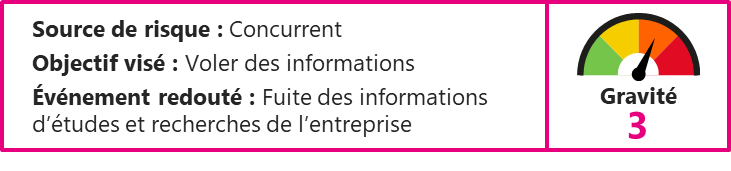 Source de risque : Concurrent
Objectif visé : Voler des informations
Événement redouté : Fuite des informations
d’études et recherches de l’entreprise
Gravité
3